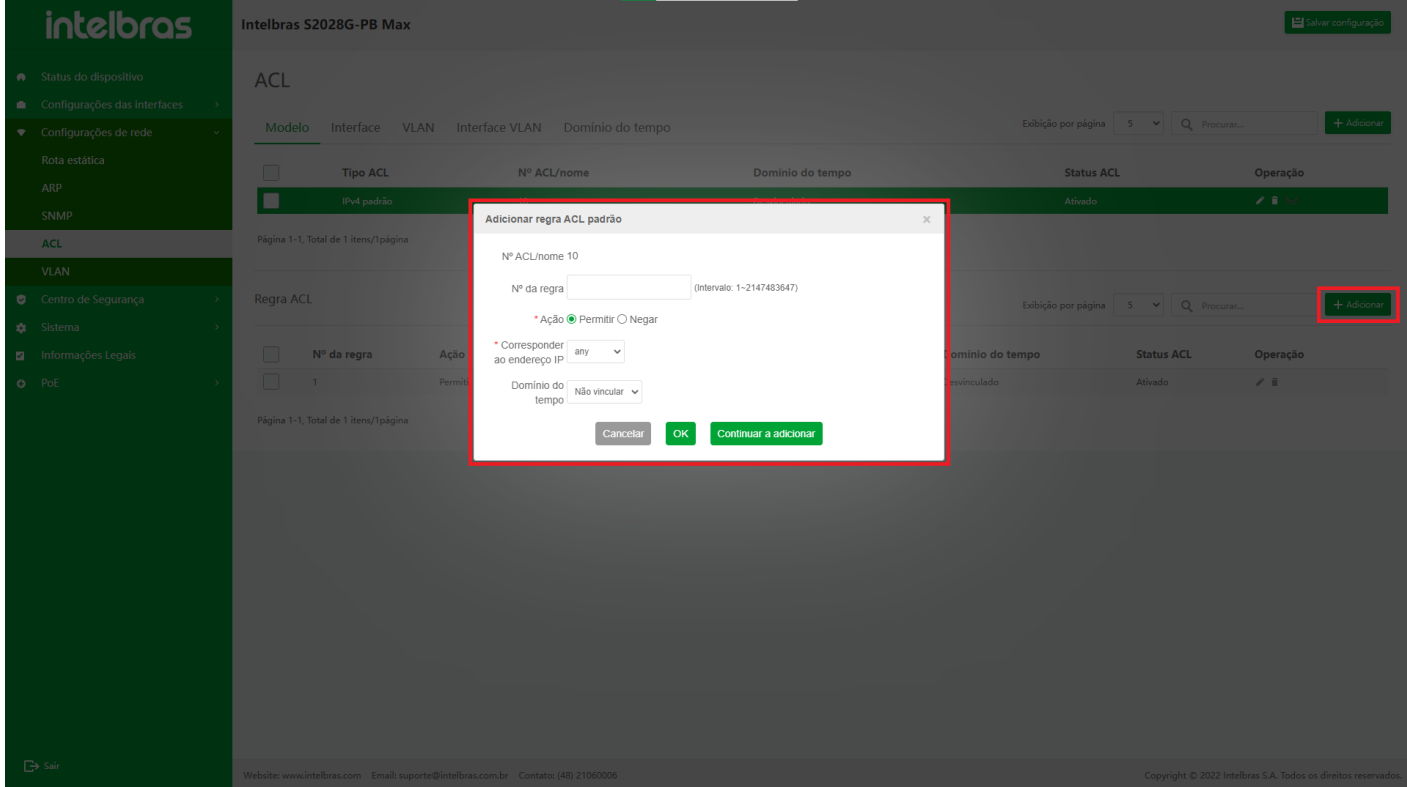 intelbras
Intelbras S2028G-PB Max
Salvar configuração
Status do dispositivo
Configurações das Interfaces
Configurações de rede
Rota estática
ARP
SNMP
ACL
VLAN
Centro de Segurança
Sistema
Informações Legais
PoE
Sair
ACL
Modelo Interface VLAN Interface VLAN Domínio do tempo
Exibição por página 5 Procurar... + Adicionar
Tipo ACL Nº ACL/nome Domínio do tempo Status ACL Operação
IPv4 padrão Ativado
Página 1-1, Total de 1 itens/1página
Adicionar regra ACL padrão ×
Nº ACL/nome 10
Nº da regra (Intervalo: 1~2147483647)
* Ação Permitir Negar
* Corresponder
ao endereço IP any
Domínio do
tempo Não vincular
Cancelar OK Continuar a adicionar
Regra ACL
Exibição por página 5 Procurar... + Adicionar
Nº da regra Ação omínio do tempo Status ACL Operação
1 Permiti esvinculado Ativado
Página 1-1, Total de 1 itens/1página
Website: www.intelbras.com Email: suporte@intelbras.com.br Contato: (48) 21060006
Copyright © 2022 Intelbras S.A. Todos os direitos reservados.